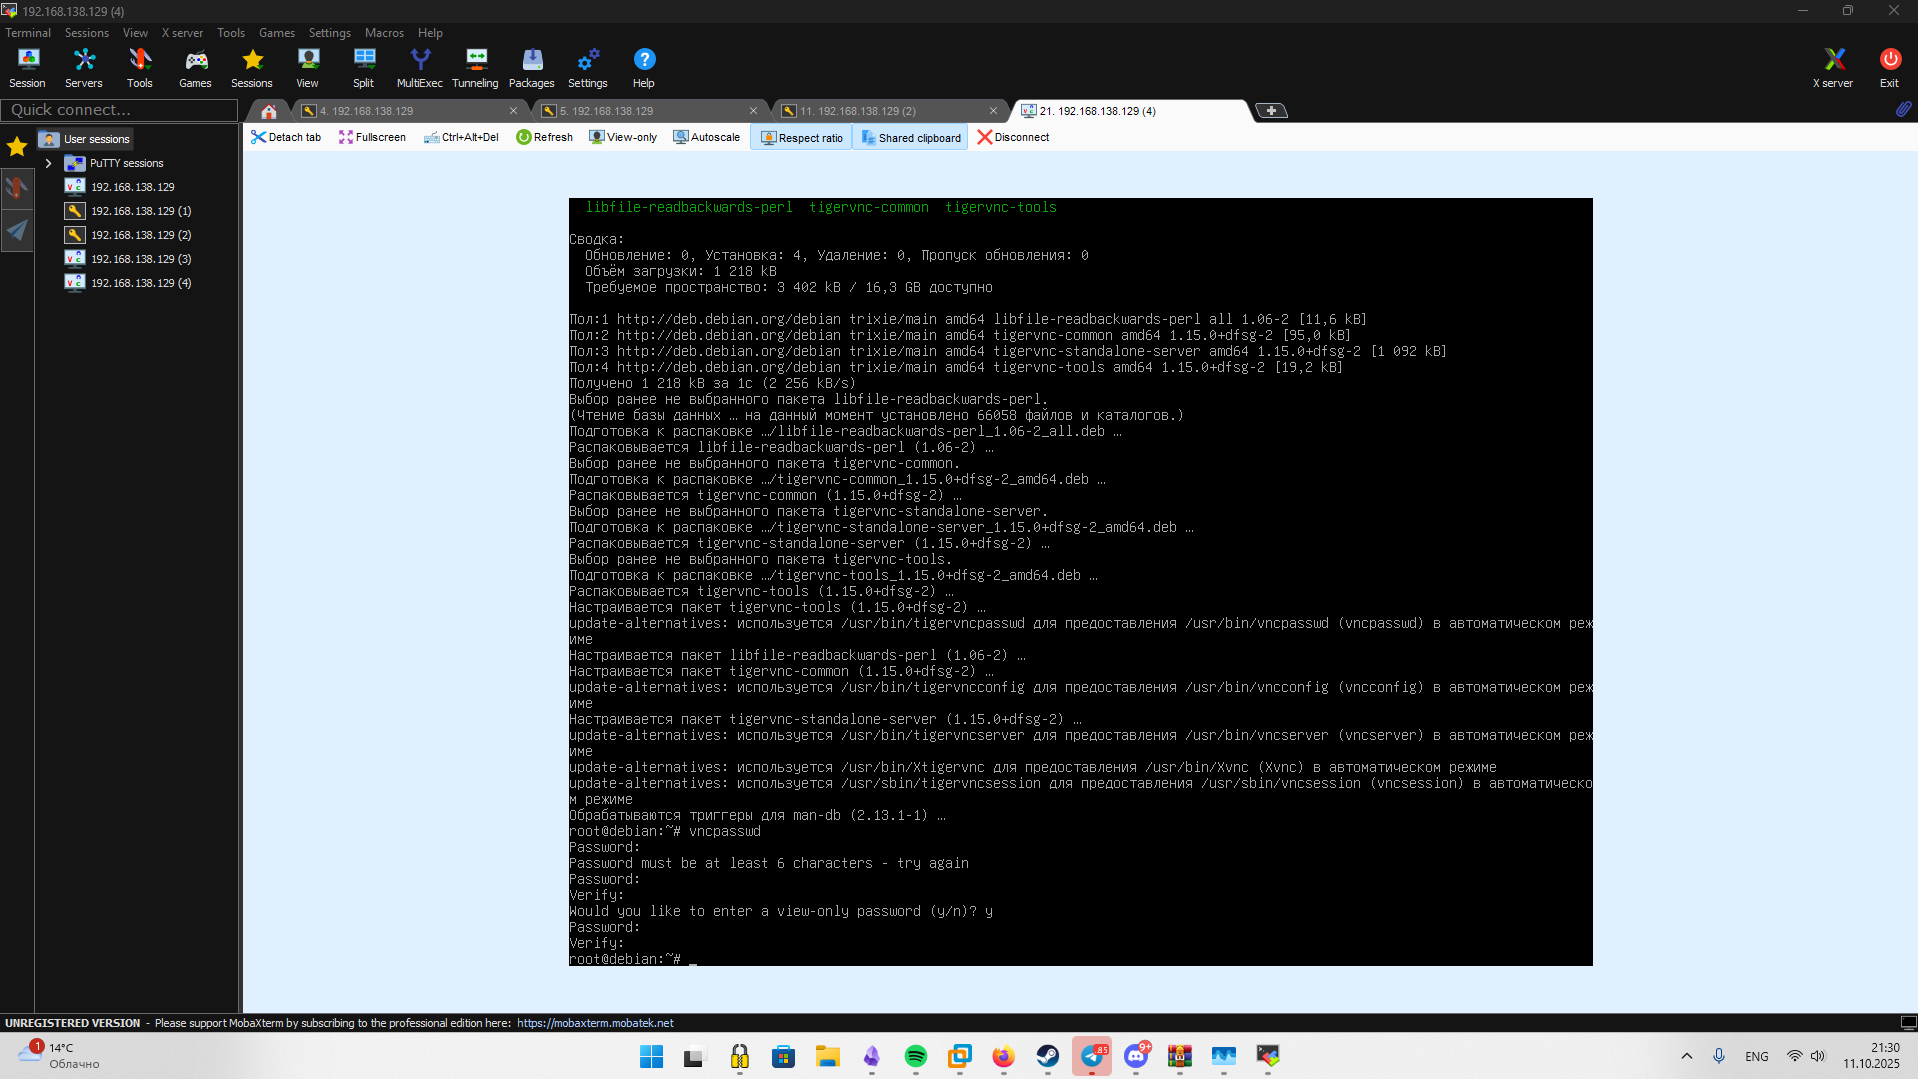 192.168.138.129 (4)
Terminal Sessions View X server Tools Games Settings Macros Help
Session Servers Tools Games Sessions View Split MultiExec Tunneling Packages Settings Help X server Exit
Quick connect...
4. 192.168.138.129
5. 192.168.138.129
11. 192.168.138.129 (2)
21. 192.168.138.129 (4)
Detach tab Fullscreen Ctrl+Alt+Del Refresh View-only Autoscale Respect ratio Shared clipboard Disconnect
User sessions
PuTTY sessions
192.168.138.129
192.168.138.129 (1)
192.168.138.129 (2)
192.168.138.129 (3)
192.168.138.129 (4)
libfile-readbackwards-perl tigervnc-common tigervnc-tools
Сводка:
Обновление: 0, Установка: 4, Удаление: 0, Пропуск обновления: 0
Объём загрузки: 1 218 kB
Требуемое пространство: 3 402 kB / 16,3 GB доступно
Пол:1 http://deb.debian.org/debian trixie/main amd64 libfile-readbackwards-perl all 1.06-2 [11,6 kB]
Пол:2 http://deb.debian.org/debian trixie/main amd64 tigervnc-common amd64 1.15.0+dfsg-2 [95,0 kB]
Пол:3 http://deb.debian.org/debian trixie/main amd64 tigervnc-standalone-server amd64 1.15.0+dfsg-2 [1 092 kB]
Пол:4 http://deb.debian.org/debian trixie/main amd64 tigervnc-tools amd64 1.15.0+dfsg-2 [19,2 kB]
Получено 1 218 kB за 1с (2 256 kB/s)
Выбор ранее не выбранного пакета libfile-readbackwards-perl.
(Чтение базы данных … на данный момент установлено 66058 файлов и каталогов.)
Подготовка к распаковке …/libfile-readbackwards-perl_1.06-2_all.deb …
Распаковывается libfile-readbackwards-perl (1.06-2) …
Выбор ранее не выбранного пакета tigervnc-common.
Подготовка к распаковке …/tigervnc-common_1.15.0+dfsg-2_amd64.deb …
Распаковывается tigervnc-common (1.15.0+dfsg-2) …
Выбор ранее не выбранного пакета tigervnc-standalone-server.
Подготовка к распаковке …/tigervnc-standalone-server_1.15.0+dfsg-2_amd64.deb …
Распаковывается tigervnc-standalone-server (1.15.0+dfsg-2) …
Выбор ранее не выбранного пакета tigervnc-tools.
Подготовка к распаковке …/tigervnc-tools_1.15.0+dfsg-2_amd64.deb …
Распаковывается tigervnc-tools (1.15.0+dfsg-2) …
Настраивается пакет tigervnc-tools (1.15.0+dfsg-2) …
update-alternatives: используется /usr/bin/tigervncpasswd для предоставления /usr/bin/vncpasswd (vncpasswd) в автоматическом реж
име
Настраивается пакет libfile-readbackwards-perl (1.06-2) …
Настраивается пакет tigervnc-common (1.15.0+dfsg-2) …
update-alternatives: используется /usr/bin/tigervncconfig для предоставления /usr/bin/vncconfig (vncconfig) в автоматическом реж
име
Настраивается пакет tigervnc-standalone-server (1.15.0+dfsg-2) …
update-alternatives: используется /usr/bin/tigervncserver для предоставления /usr/bin/vncserver (vncserver) в автоматическом реж
име
update-alternatives: используется /usr/bin/Xtigervnc для предоставления /usr/bin/Xvnc (Xvnc) в автоматическом режиме
update-alternatives: используется /usr/sbin/tigervncsession для предоставления /usr/sbin/vncsession (vncsession) в автоматическо
м режиме
Обрабатываются триггеры для man-db (2.13.1-1) …
root@debian:~# vncpasswd
Password:
Password must be at least 6 characters - try again
Password:
Verify:
Would you like to enter a view-only password (y/n)? y
Password:
Verify:
root@debian:~# _
UNREGISTERED VERSION - Please support MobaXterm by subscribing to the professional edition here: https://mobaxterm.mobatek.net
1
14°C
Облачно
85
9+
ENG
21:30
11.10.2025